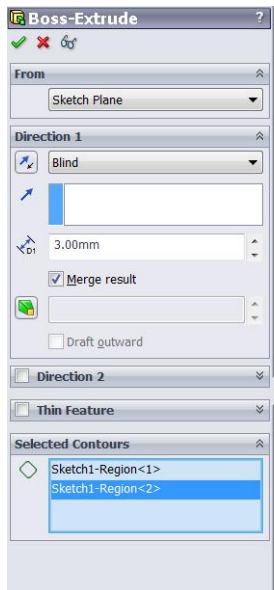 Boss-Extrude ?
From
Sketch Plane
Direction 1
Blind
D1 3.00mm
Merge result
Draft outward
Direction 2
Thin Feature
Selected Contours
Sketch1-Region<1>
Sketch1-Region<2>